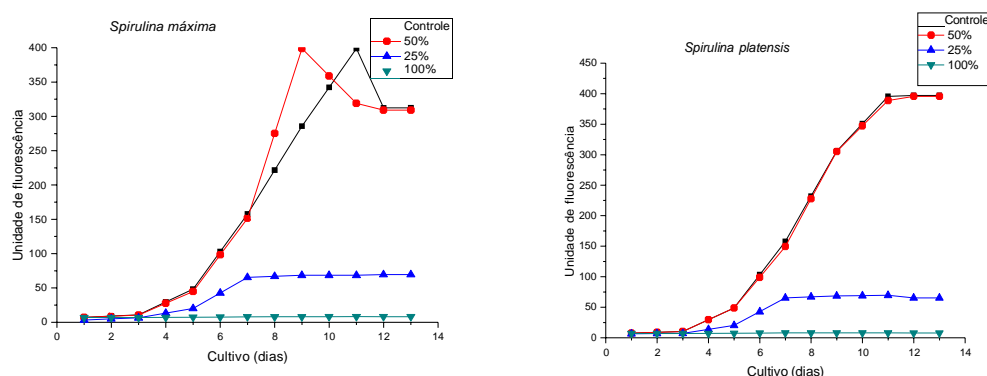 Spirulina máxima
Controle
50%
25%
100%
400
350
300
250
200
150
100
50
0
Unidade de fluorescência
0 2 4 6 8 10 12 14
Cultivo (dias)
Spirulina platensis
Controle
50%
25%
100%
450
400
350
300
250
200
150
100
50
0
Unidade de fluorescência
0 2 4 6 8 10 12 14
Cultivo (dias)